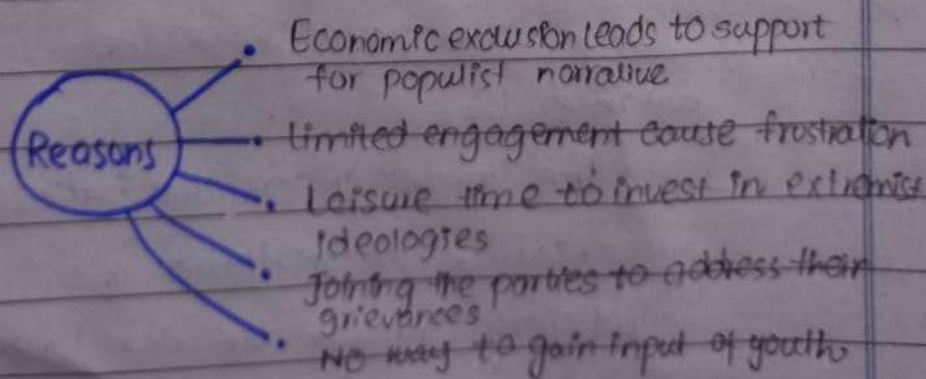 Reasons
Economic exclusion leads to support
for populist narrative
Limited engagement cause frustration
Leisure time to invest in extremist
ideologies
Joining the parties to address their
grievances
No way to gain input of youth